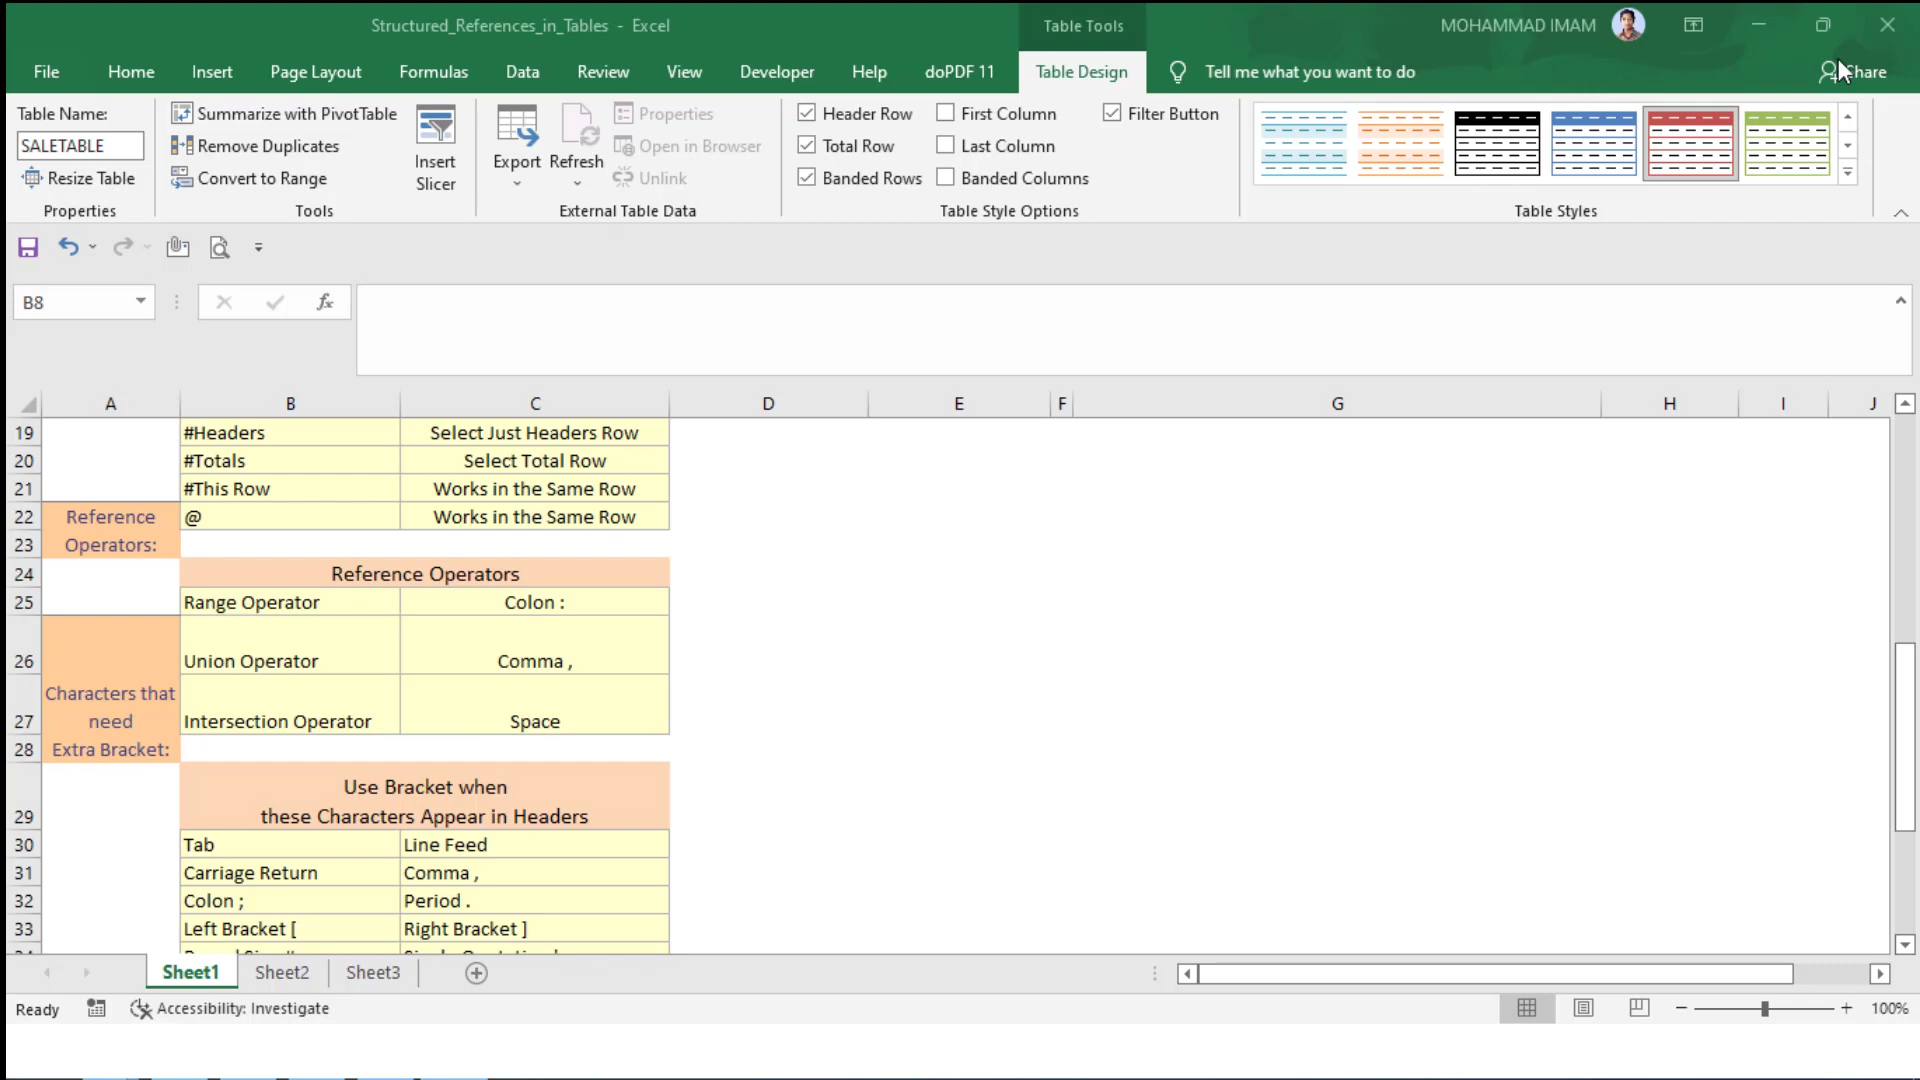 Structured_References_in_Tables - Excel
Table Tools
MOHAMMAD IMAM
File Home Insert Page Layout Formulas Data Review View Developer Help doPDF 11 Table Design Tell me what you want to do Share
Table Name:
SALETABLE
Resize Table
Properties
Summarize with PivotTable
Remove Duplicates
Convert to Range
Insert
Slicer
Tools
Export
Refresh
Properties
Open in Browser
Unlink
External Table Data
Header Row
Total Row
Banded Rows
First Column
Last Column
Banded Columns
Filter Button
Table Style Options
Table Styles
B8
fx
A B C D E F G H I J
19 #Headers Select Just Headers Row
20 #Totals Select Total Row
21 #This Row Works in the Same Row
22 Reference @ Works in the Same Row
23 Operators:
24 Reference Operators
25 Range Operator Colon :
26 Union Operator Comma ,
Characters that
27 need Intersection Operator Space
28 Extra Bracket:
Use Bracket when
29 these Characters Appear in Headers
30 Tab Line Feed
31 Carriage Return Comma ,
32 Colon ; Period .
33 Left Bracket [ Right Bracket ]
Sheet1 Sheet2 Sheet3
Ready Accessibility: Investigate 100%